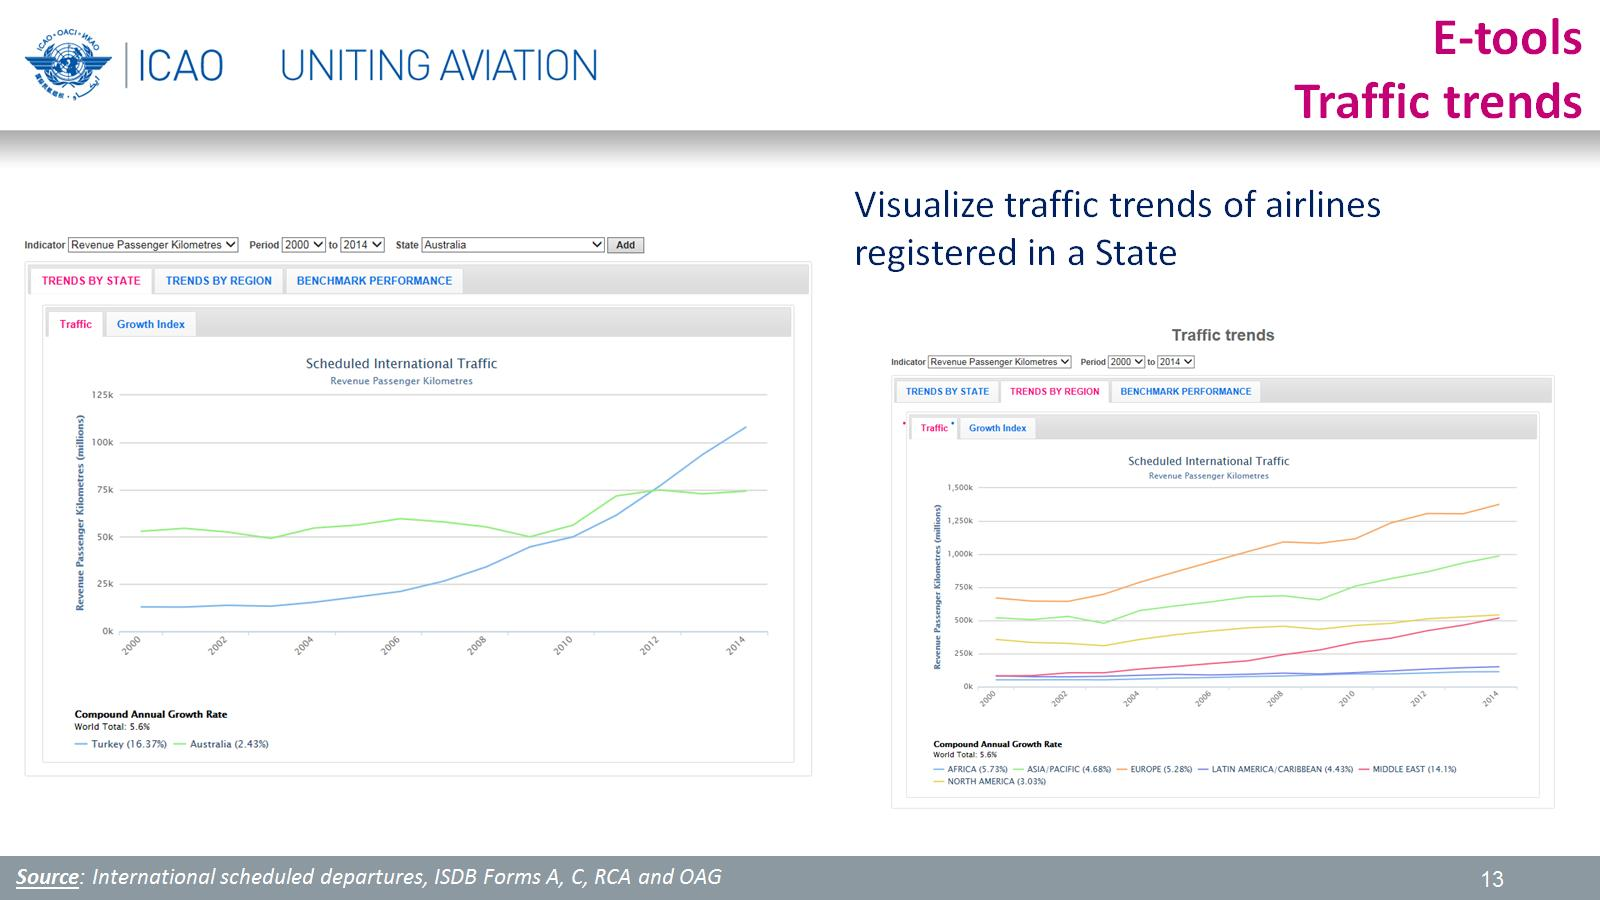 ICAO · OACI · ИКАО
ICAO
UNITING AVIATION
E-tools
Traffic trends
Visualize traffic trends of airlines
registered in a State
Indicator Revenue Passenger Kilometres Period 2000 to 2014 State Australia Add
TRENDS BY STATE TRENDS BY REGION BENCHMARK PERFORMANCE
Traffic Growth Index
Scheduled International Traffic
Revenue Passenger Kilometres
Revenue Passenger Kilometres (millions)
125k
100k
75k
50k
25k
0k
2000 2002 2004 2006 2008 2010 2012 2014
Compound Annual Growth Rate
World Total: 5.6%
Turkey (16.37%) Australia (2.43%)
Traffic trends
Indicator Revenue Passenger Kilometres Period 2000 to 2014
TRENDS BY STATE TRENDS BY REGION BENCHMARK PERFORMANCE
Traffic Growth Index
Scheduled International Traffic
Revenue Passenger Kilometres
Revenue Passenger Kilometres (millions)
1,500k
1,250k
1,000k
750k
500k
250k
0k
2000 2002 2004 2006 2008 2010 2012 2014
Compound Annual Growth Rate
World Total: 5.6%
AFRICA (5.73%) ASIA/PACIFIC (4.68%) EUROPE (5.28%) LATIN AMERICA/CARIBBEAN (4.43%) MIDDLE EAST (14.1%)
NORTH AMERICA (3.03%)
Source: International scheduled departures, ISDB Forms A, C, RCA and OAG
13